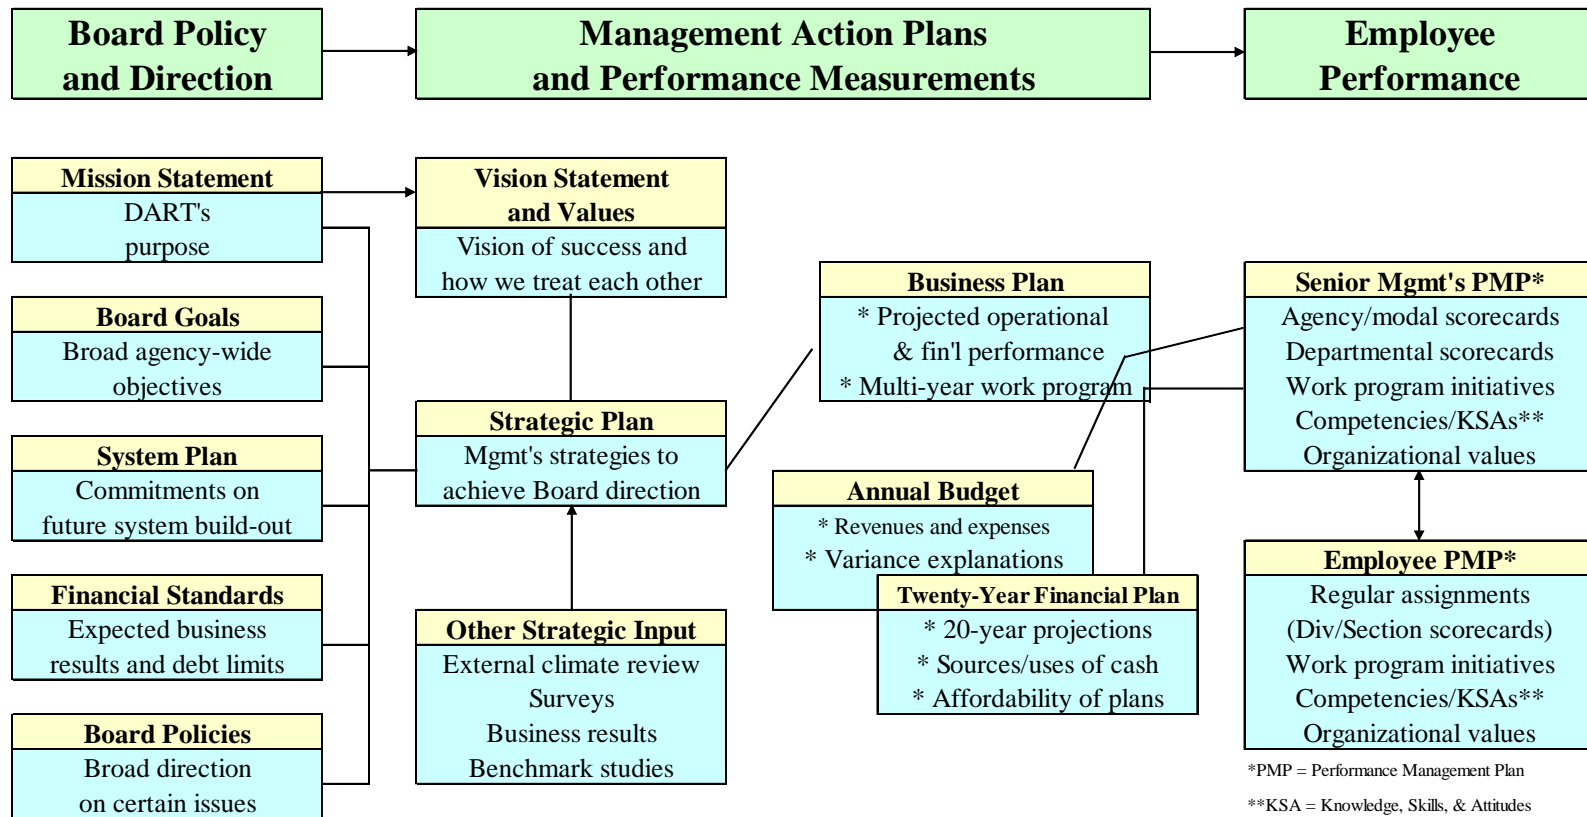 Board Policy
and Direction
Management Action Plans
and Performance Measurements
Employee
Performance
Mission Statement
DART's
purpose
Board Goals
Broad agency-wide
objectives
System Plan
Commitments on
future system build-out
Financial Standards
Expected business
results and debt limits
Board Policies
Broad direction
on certain issues
Vision Statement
and Values
Vision of success and
how we treat each other
Strategic Plan
Mgmt's strategies to
achieve Board direction
Other Strategic Input
External climate review
Surveys
Business results
Benchmark studies
Business Plan
* Projected operational
& fin'l performance
* Multi-year work program
Annual Budget
* Revenues and expenses
* Variance explanations
Twenty-Year Financial Plan
* 20-year projections
* Sources/uses of cash
* Affordability of plans
Senior Mgmt's PMP*
Agency/modal scorecards
Departmental scorecards
Work program initiatives
Competencies/KSAs**
Organizational values
Employee PMP*
Regular assignments
(Div/Section scorecards)
Work program initiatives
Competencies/KSAs**
Organizational values
*PMP = Performance Management Plan
**KSA = Knowledge, Skills, & Attitudes